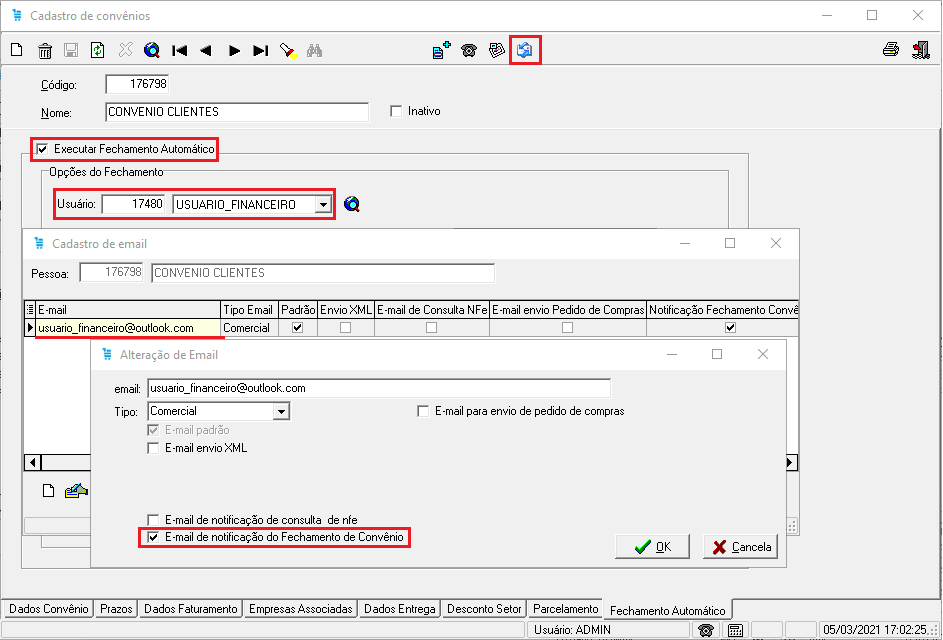 Cadastro de convênios
Código: 176798
Nome: CONVENIO CLIENTES Inativo
Executar Fechamento Automático
Opções do Fechamento
Usuário: 17480 USUARIO_FINANCEIRO
Cadastro de email
Pessoa: 176798 CONVENIO CLIENTES
E-mail Tipo Email Padrão Envio XML E-mail de Consulta NFe E-mail envio Pedido de Compras Notificação Fechamento Convê
usuario_financeiro@outlook.com Comercial
Alteração de Email
email: usuario_financeiro@outlook.com
Tipo: Comercial E-mail para envio de pedido de compras
E-mail padrão
E-mail envio XML
E-mail de notificação de consulta de nfe
E-mail de notificação do Fechamento de Convênio
OK Cancela
Dados Convênio Prazos Dados Faturamento Empresas Associadas Dados Entrega Desconto Setor Parcelamento Fechamento Automático
Usuário: ADMIN 05/03/2021 17:02:25